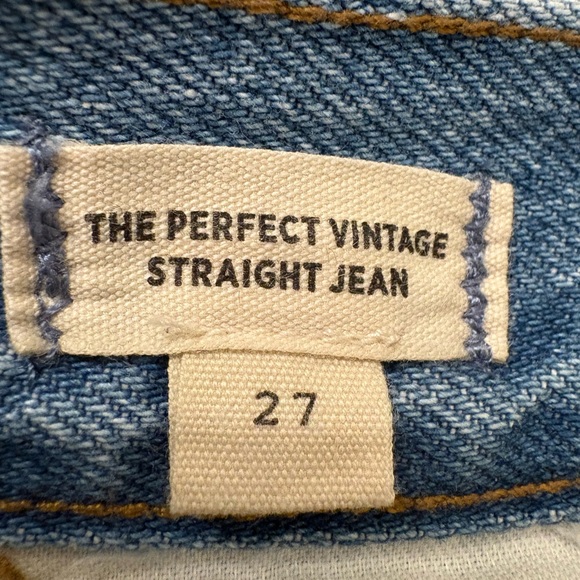 THE PERFECT VINTAGE
STRAIGHT JEAN
27